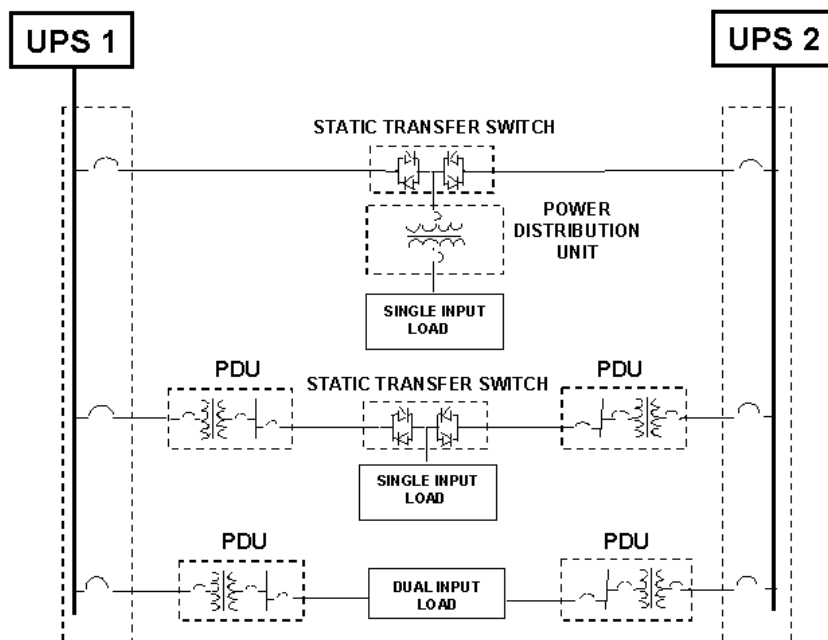 UPS 1
UPS 2
STATIC TRANSFER SWITCH
POWER
DISTRIBUTION
UNIT
SINGLE INPUT
LOAD
PDU
STATIC TRANSFER SWITCH
PDU
SINGLE INPUT
LOAD
PDU
PDU
DUAL INPUT
LOAD